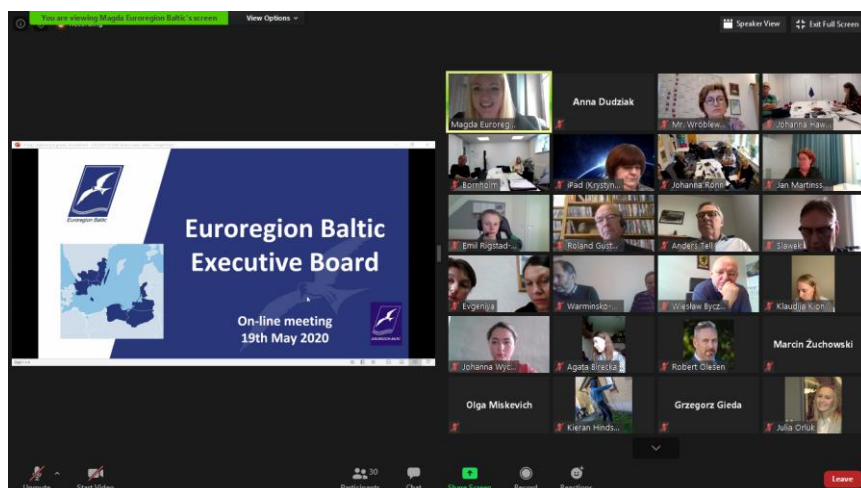 You are viewing Magda Euroregion Baltic's screen
View Options
Recording
Speaker View
Exit Full Screen
Euroregion Baltic
Euroregion Baltic
Executive Board
On-line meeting
19th May 2020
EUROREGION BALTIC
Magda Euroreg...
Anna Dudziak
Mr. Wróblew...
Johanna Haw...
Bornholm
iPad (Krystyn...
Johanna Rönn
Jan Martinss...
Emil Rigstad-...
Roland Gust...
Anders Tell
Slawek
Evgeniya
Warminsko-...
Wiesław Bycz...
Klaudija Kion
Johanna Wyc...
Agata Birecka
Robert Olesen
Marcin Żuchowski
Olga Miskevich
Kieran Hinds...
Grzegorz Gieda
Julia Orluk
Unmute
Start Video
30
Participants
Chat
Share Screen
Record
Reactions
Leave